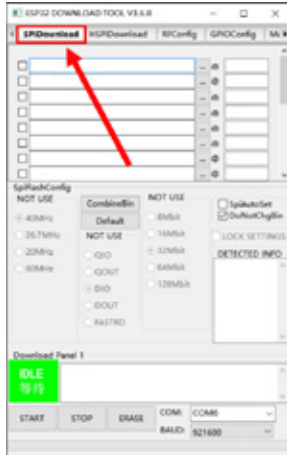 ESP32 DOWNLOAD TOOL V3.6.8
SPIDownload HSPIDownload RFConfig GPIOConfig
... @
... @
... @
... @
... @
... @
... @
SpiFlashConfig
NOT USE
CombineBin
Default
NOT USE
SpiAutoSet
DoNotChgBin
LOCK SETTINGS
DETECTED INFO
40MHz
26.7MHz
20MHz
80MHz
NOT USE
QIO
QOUT
DIO
DOUT
FASTRD
8Mbit
16Mbit
32Mbit
64Mbit
128Mbit
Download Panel 1
IDLE
等待
START STOP ERASE
COM: COM6
BAUD: 921600